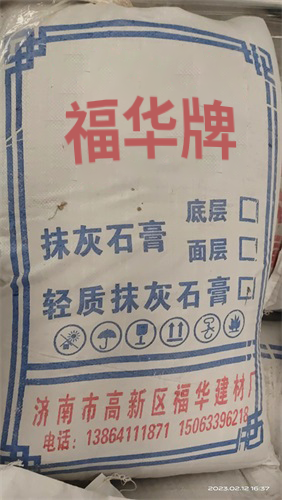 福华牌
抹灰石膏 底层□
面层□
轻质抹灰石膏□
济南市高新区福华建材厂
电话：13864111871 15063396218
2023.02.12 16:37